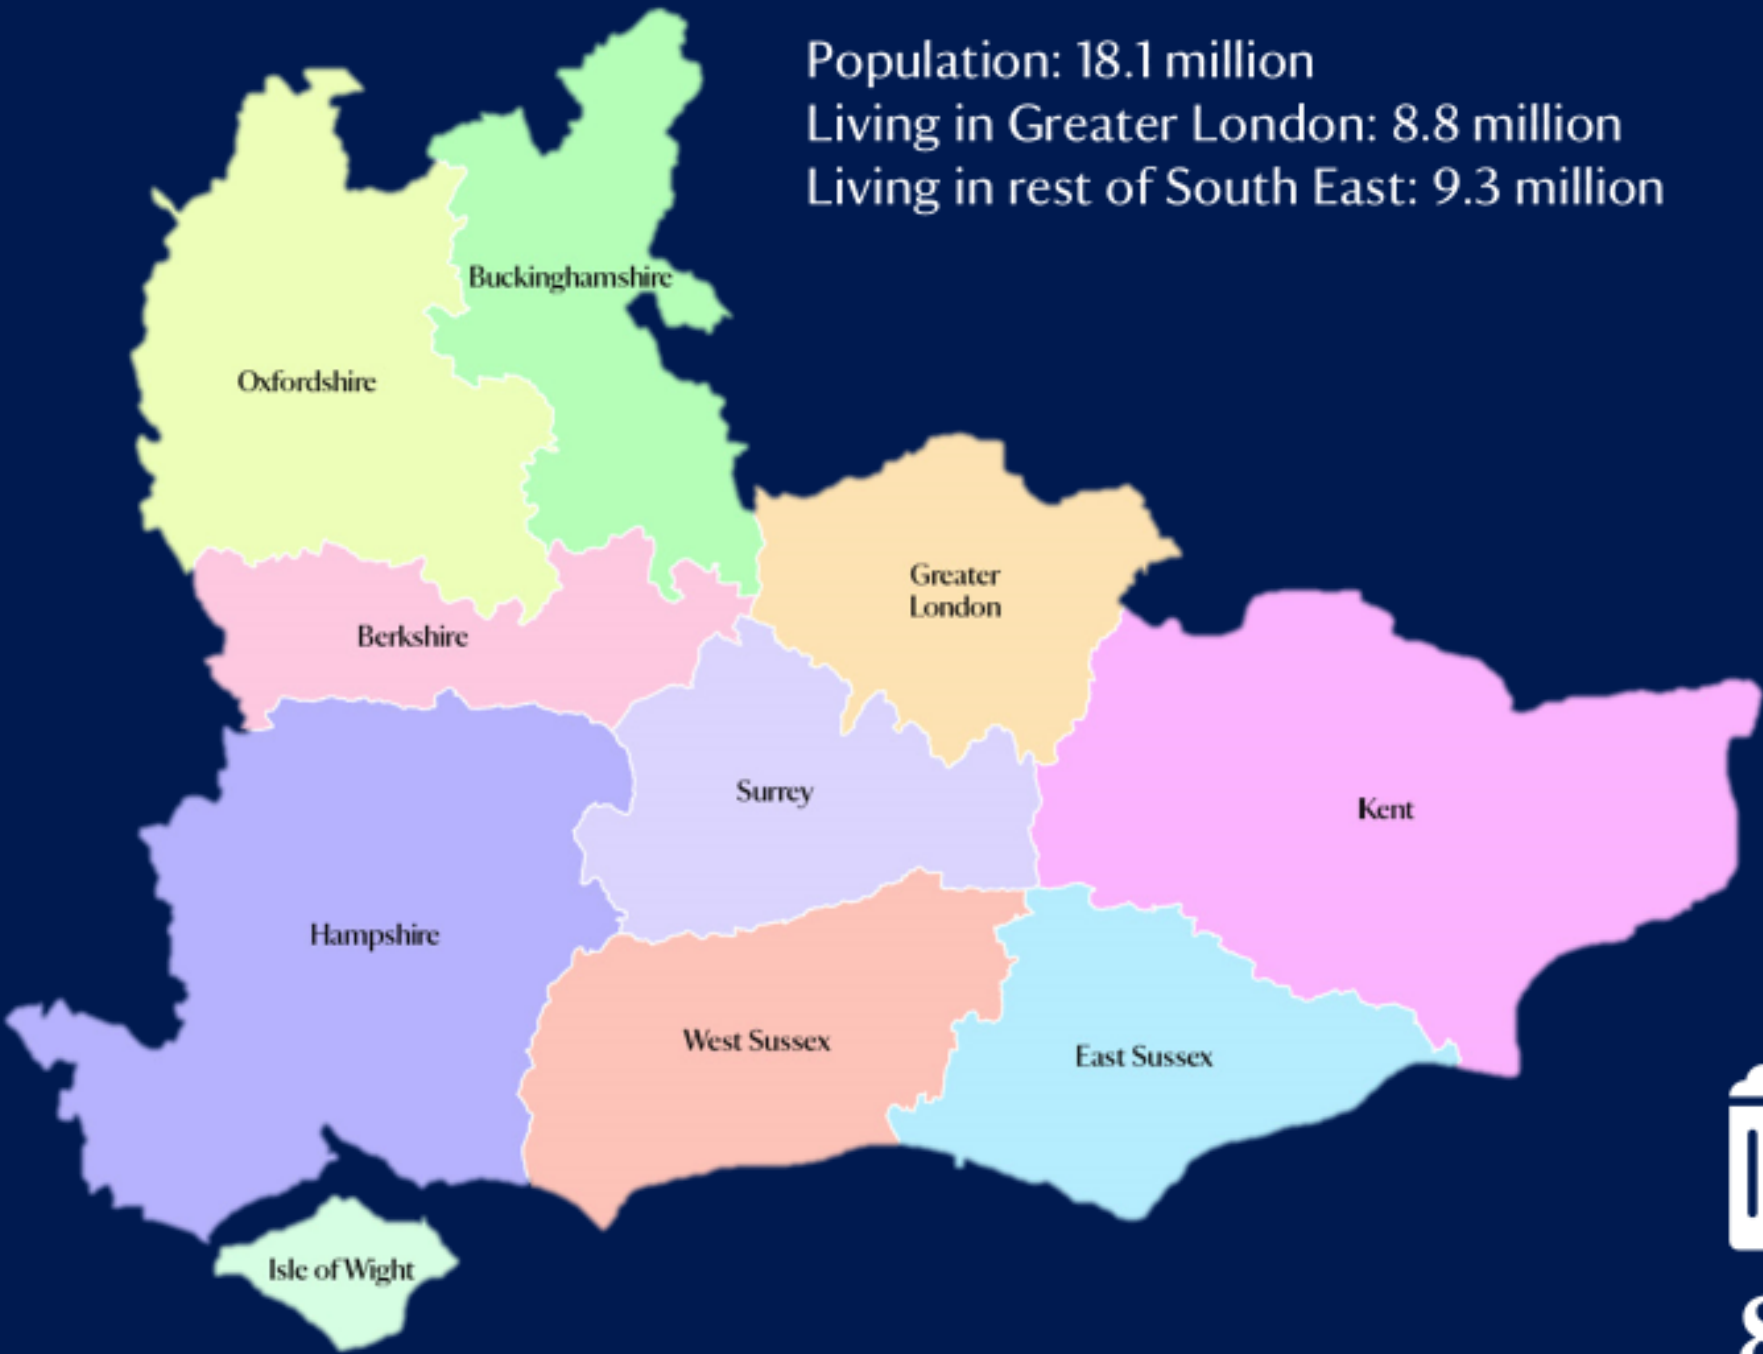 Population: 18.1 million
Living in Greater London: 8.8 million
Living in rest of South East: 9.3 million
Buckinghamshire
Oxfordshire
Greater
London
Berkshire
Surrey
Kent
Hampshire
West Sussex
East Sussex
Isle of Wight